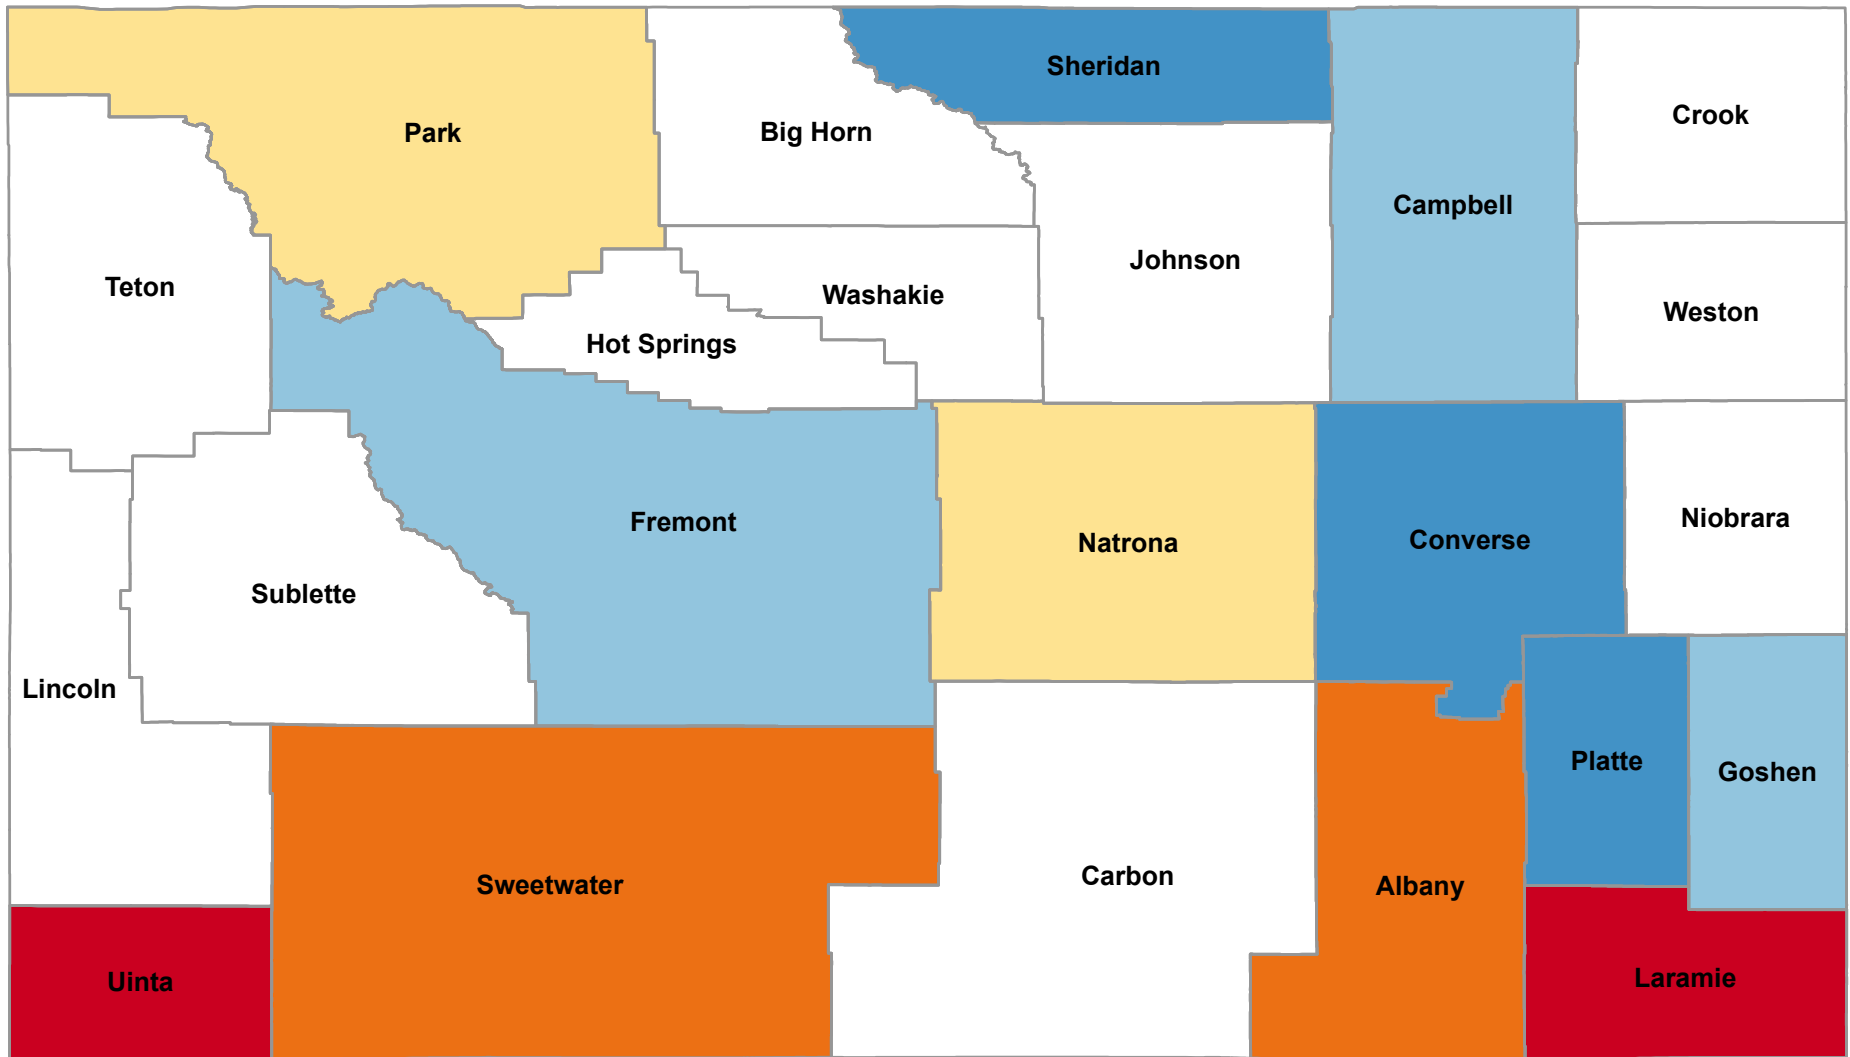 Sheridan
Crook
Park
Big Horn
Campbell
Johnson
Teton
Washakie
Weston
Hot Springs
Niobrara
Fremont
Converse
Natrona
Sublette
Lincoln
Platte
Goshen
Carbon
Sweetwater
Albany
Laramie
Uinta